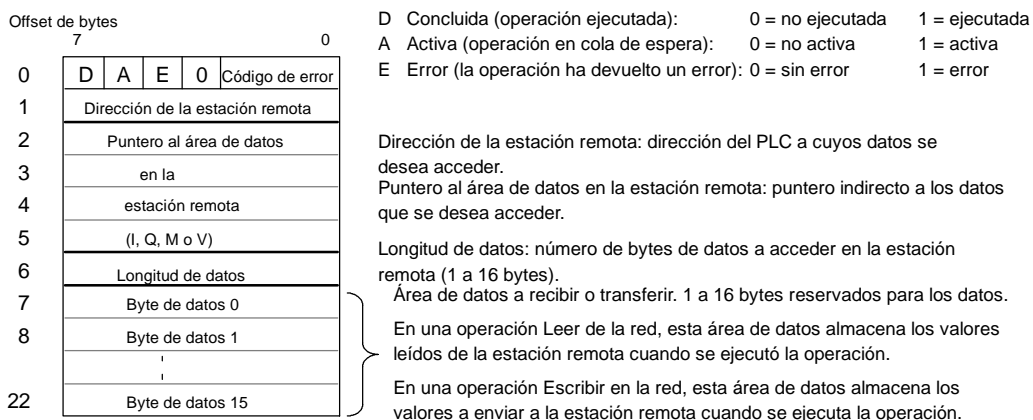 Offset de bytes
7 0
0 D A E 0 Código de error
1 Dirección de la estación remota
2 Puntero al área de datos
3 en la
4 estación remota
5 (I, Q, M o V)
6 Longitud de datos
7 Byte de datos 0
8 Byte de datos 1
22 Byte de datos 15
D Concluida (operación ejecutada): 0 = no ejecutada 1 = ejecutada
A Activa (operación en cola de espera): 0 = no activa 1 = activa
E Error (la operación ha devuelto un error): 0 = sin error 1 = error
Dirección de la estación remota: dirección del PLC a cuyos datos se
desea acceder.
Puntero al área de datos en la estación remota: puntero indirecto a los datos
que se desea acceder.
Longitud de datos: número de bytes de datos a acceder en la estación
remota (1 a 16 bytes).
Área de datos a recibir o transferir. 1 a 16 bytes reservados para los datos.
En una operación Leer de la red, esta área de datos almacena los valores
leídos de la estación remota cuando se ejecutó la operación.
En una operación Escribir en la red, esta área de datos almacena los
valores a enviar a la estación remota cuando se ejecuta la operación.